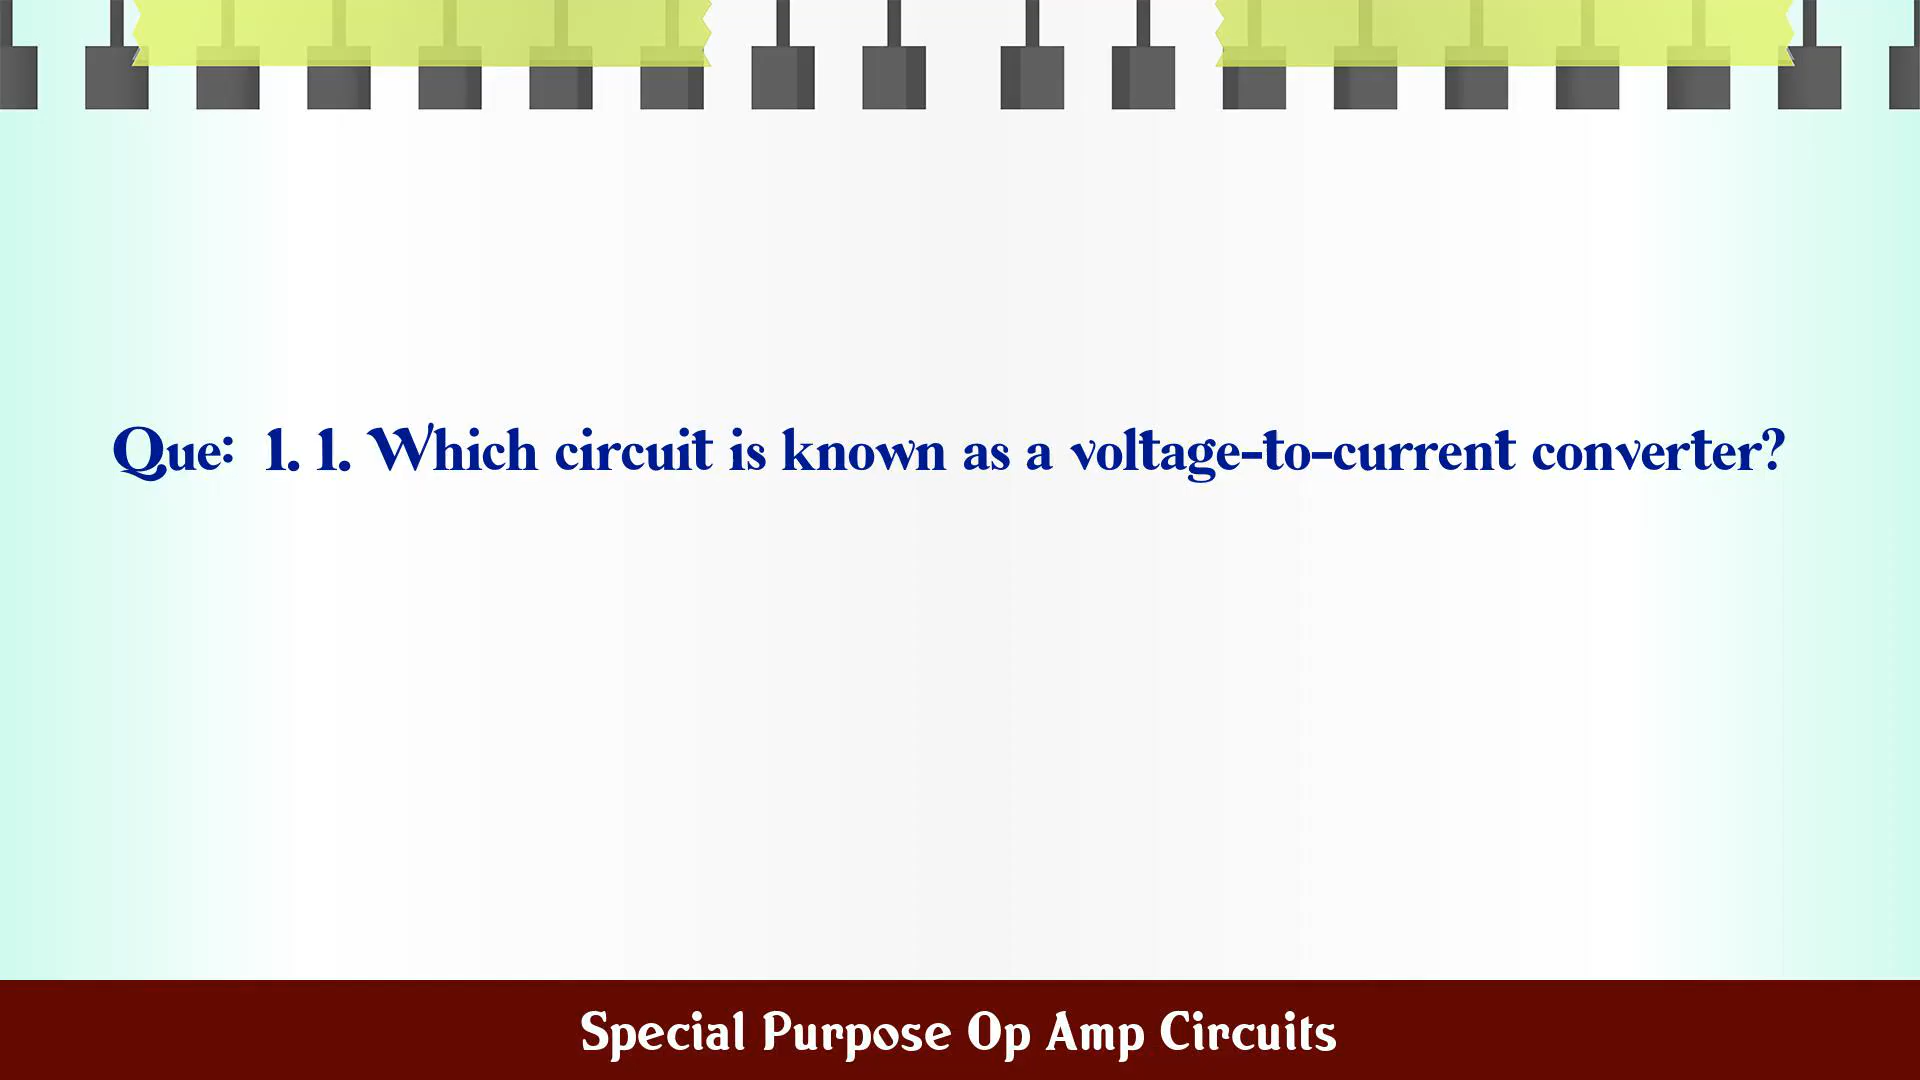 Que: 1. 1. Which circuit is known as a voltage-to-current converter?
Special Purpose Op Amp Circuits